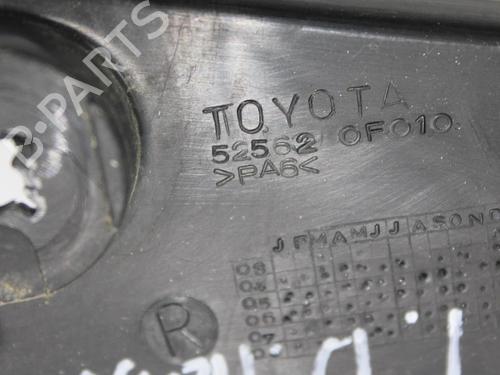 B-PARTS
TOYOTA
52562 0F010
>PA6<
J F M A M J J A S O N D
03
04
05
06
07
R